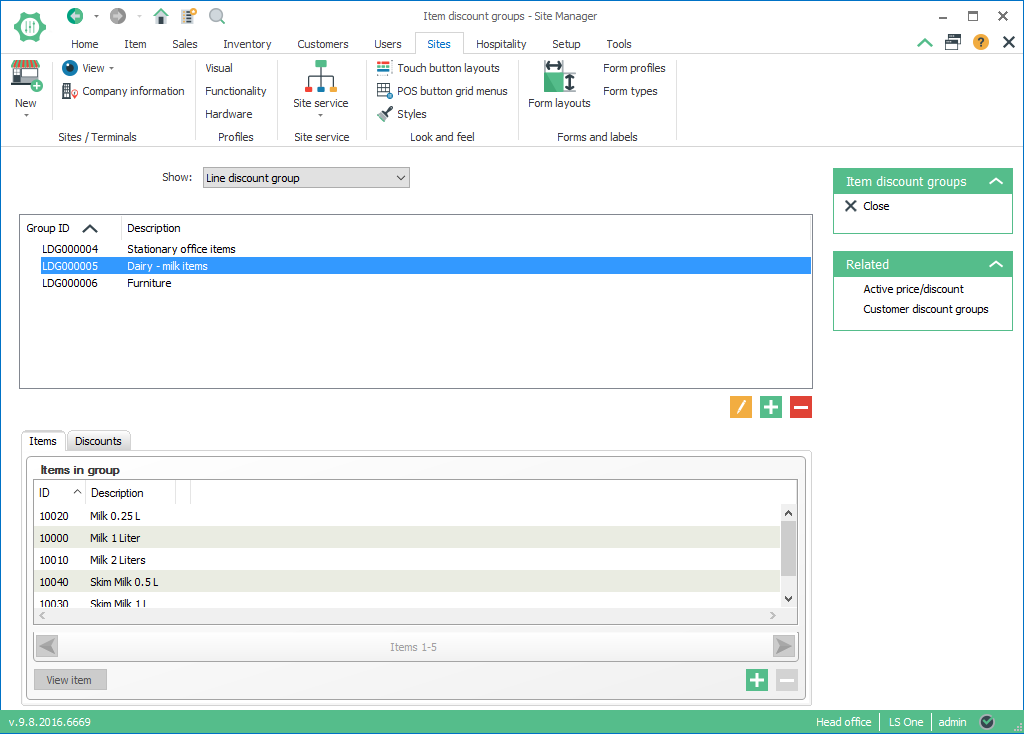 Item discount groups - Site Manager
Home Item Sales Inventory Customers Users Sites Hospitality Setup Tools
New
View
Company information
Sites / Terminals
Visual
Functionality
Hardware
Profiles
Site service
Site service
Touch button layouts
POS button grid menus
Styles
Look and feel
Form layouts
Form profiles
Form types
Forms and labels
Show: Line discount group
Group ID Description
LDG000004 Stationary office items
LDG000005 Dairy - milk items
LDG000006 Furniture
Item discount groups
Close
Related
Active price/discount
Customer discount groups
Items Discounts
Items in group
ID Description
10020 Milk 0.25 L
10000 Milk 1 Liter
10010 Milk 2 Liters
10040 Skim Milk 0.5 L
10030 Skim Milk 1 L
Items 1-5
View item
v.9.8.2016.6669 Head office LS One admin